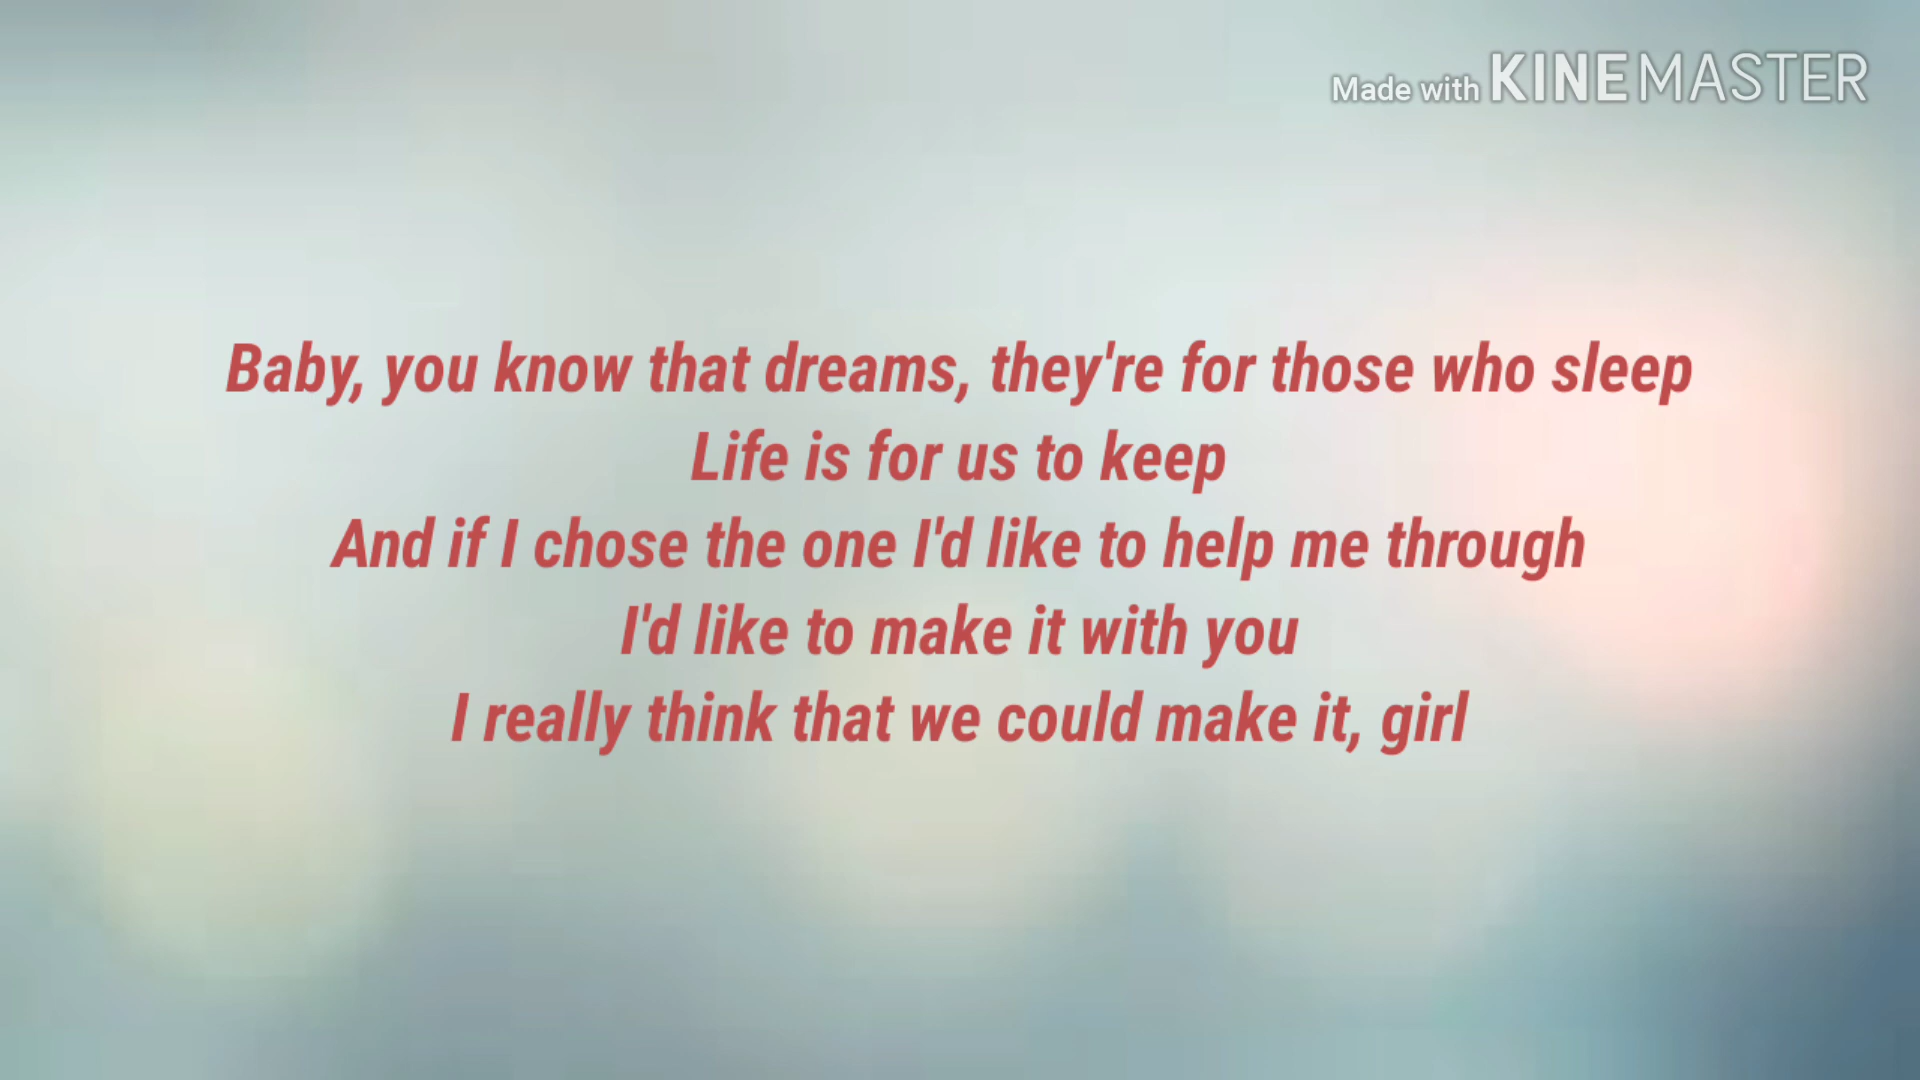 Made with KINEMASTER
Baby, you know that dreams, they're for those who sleep
Life is for us to keep
And if I chose the one I'd like to help me through
I'd like to make it with you
I really think that we could make it, girl